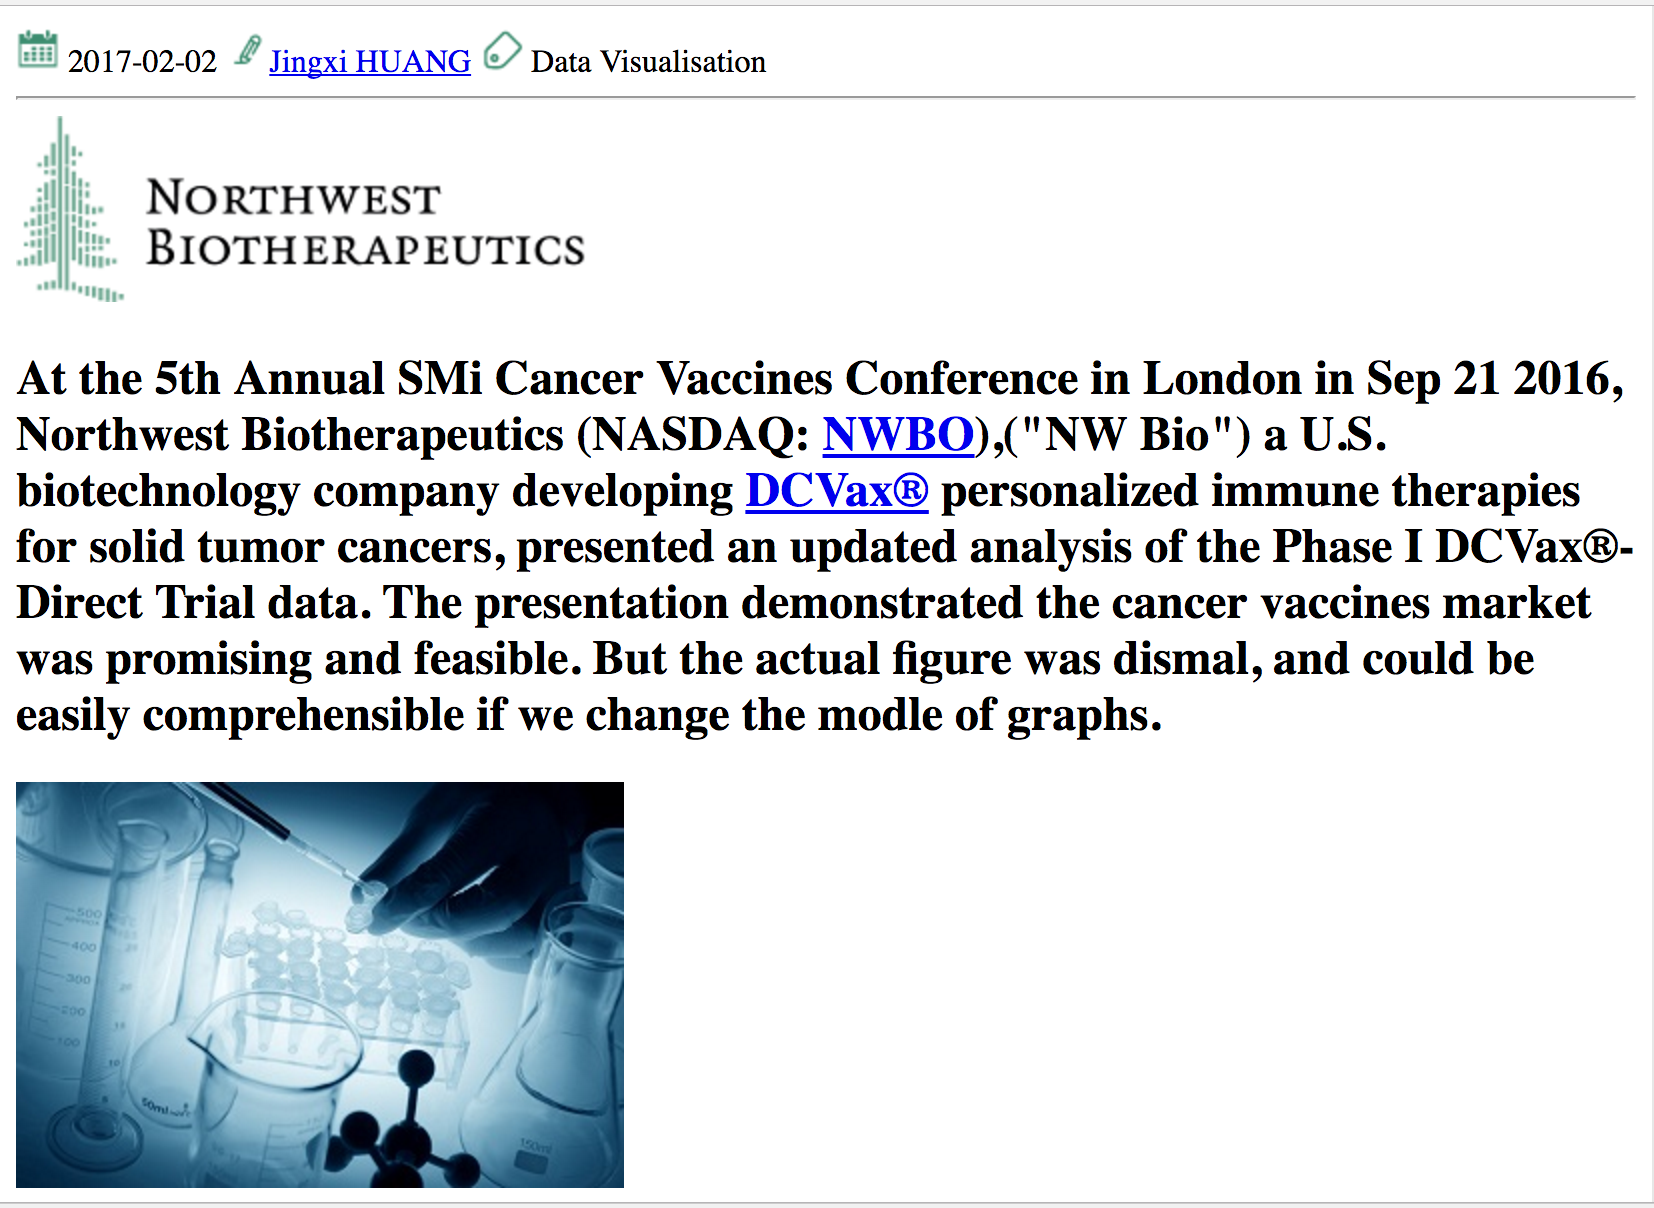 2017-02-02 Jingxi HUANG Data Visualisation
NORTHWEST
BIOTHERAPEUTICS
At the 5th Annual SMi Cancer Vaccines Conference in London in Sep 21 2016,
Northwest Biotherapeutics (NASDAQ: NWBO),("NW Bio") a U.S.
biotechnology company developing DCVax® personalized immune therapies
for solid tumor cancers, presented an updated analysis of the Phase I DCVax®-
Direct Trial data. The presentation demonstrated the cancer vaccines market
was promising and feasible. But the actual figure was dismal, and could be
easily comprehensible if we change the modle of graphs.
500
400
300
200
100
50ml
150ml